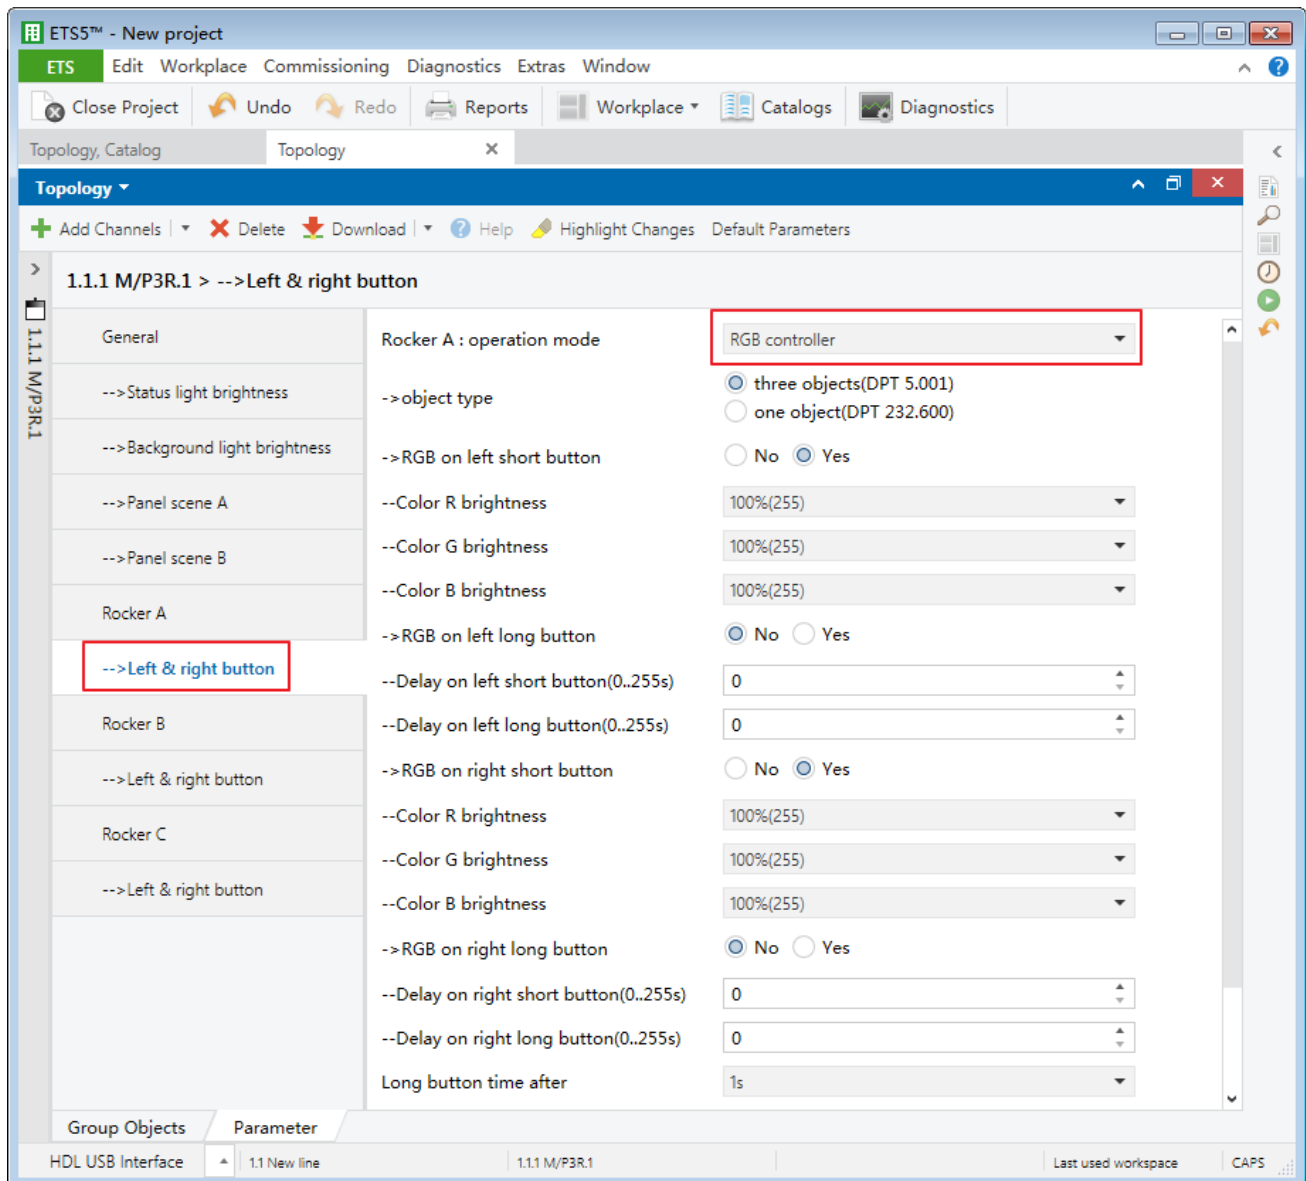 ETS5™ - New project
ETS Edit Workplace Commissioning Diagnostics Extras Window
Close Project Undo Redo Reports Workplace Catalogs Diagnostics
Topology, Catalog Topology
Topology
Add Channels Delete Download Help Highlight Changes Default Parameters
1.1.1 M/P3R.1 > -->Left & right button
1.1.1 M/P3R.1
General
-->Status light brightness
-->Background light brightness
-->Panel scene A
-->Panel scene B
Rocker A
-->Left & right button
Rocker B
-->Left & right button
Rocker C
-->Left & right button
Rocker A : operation mode RGB controller
->object type three objects(DPT 5.001)
one object(DPT 232.600)
->RGB on left short button No Yes
--Color R brightness 100%(255)
--Color G brightness 100%(255)
--Color B brightness 100%(255)
->RGB on left long button No Yes
--Delay on left short button(0..255s) 0
--Delay on left long button(0..255s) 0
->RGB on right short button No Yes
--Color R brightness 100%(255)
--Color G brightness 100%(255)
--Color B brightness 100%(255)
->RGB on right long button No Yes
--Delay on right short button(0..255s) 0
--Delay on right long button(0..255s) 0
Long button time after 1s
Group Objects Parameter
HDL USB Interface 1.1 New line 1.1.1 M/P3R.1 Last used workspace CAPS